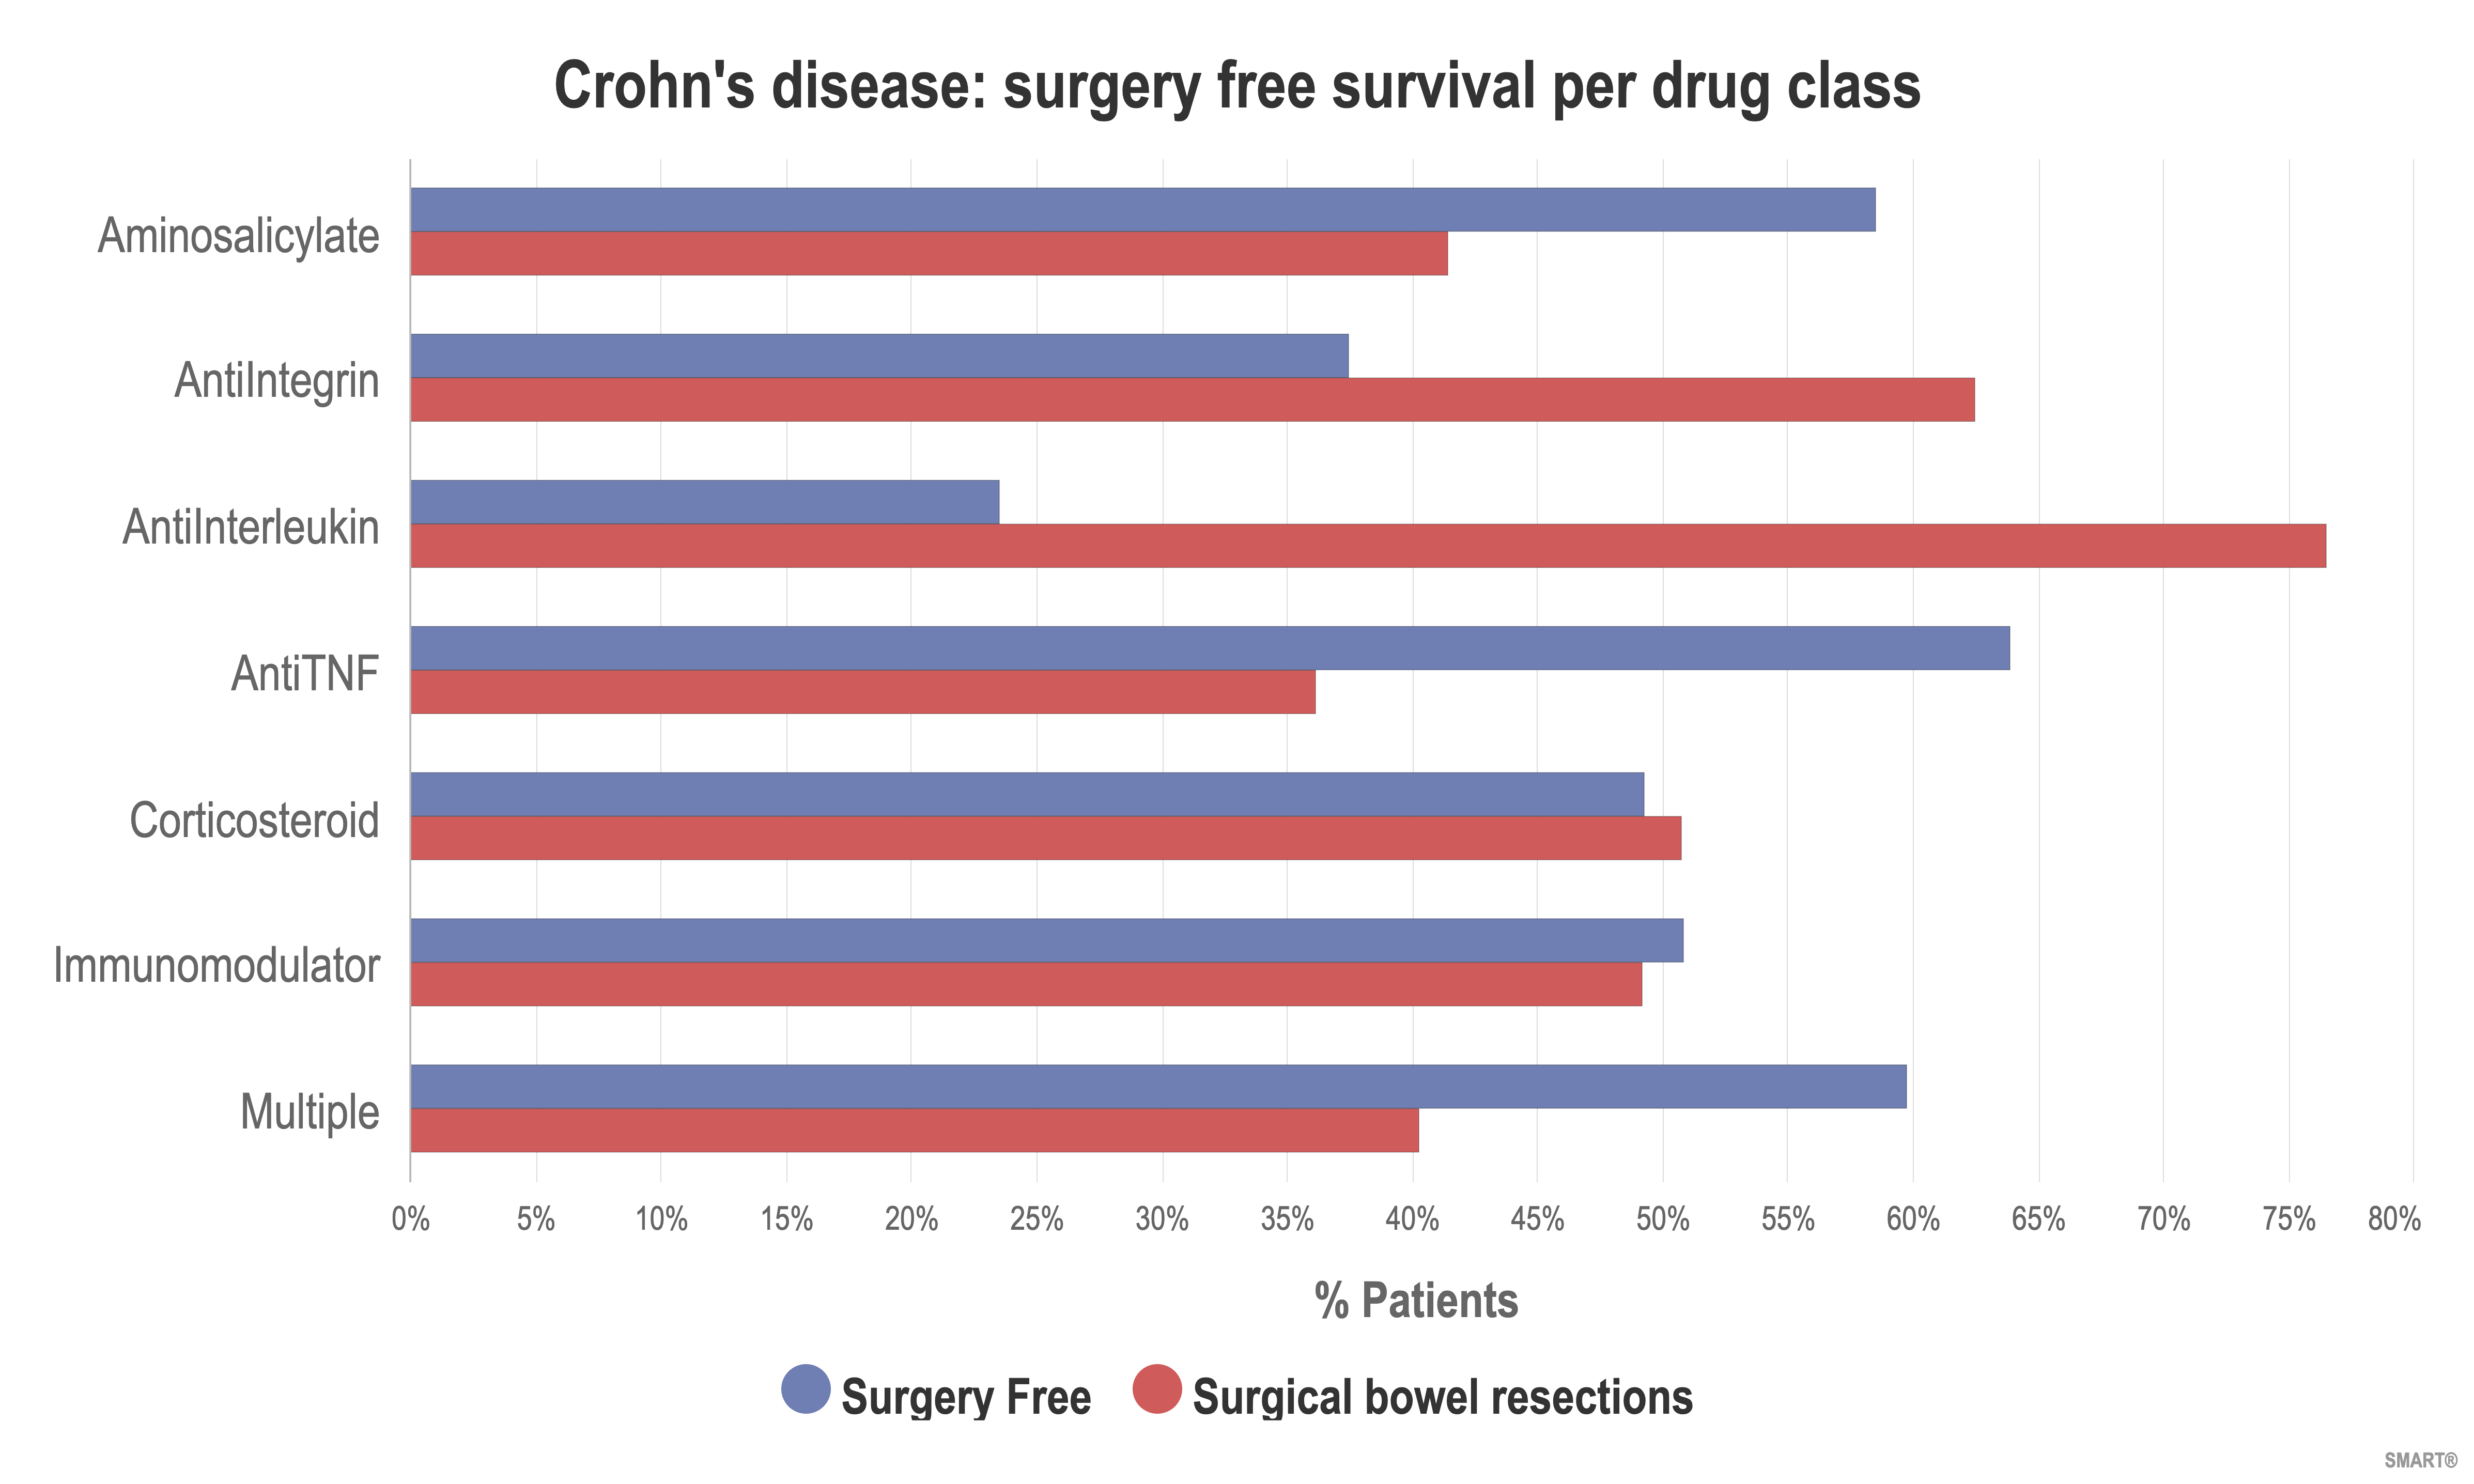 Crohn's disease: surgery free survival per drug class
Aminosalicylate
AntiIntegrin
AntiInterleukin
AntiTNF
Corticosteroid
Immunomodulator
Multiple
0% 5% 10% 15% 20% 25% 30% 35% 40% 45% 50% 55% 60% 65% 70% 75% 80%
% Patients
Surgery Free Surgical bowel resections
SMART®